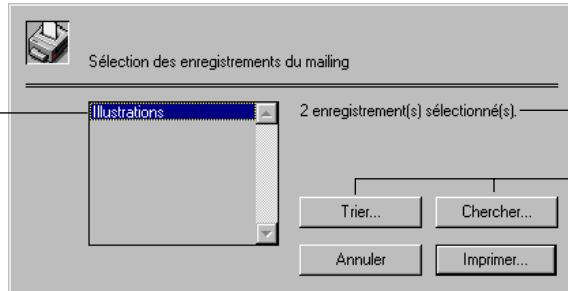 Sélection des enregistrements du mailing
Illustrations
2 enregistrement(s) sélectionné(s).
Trier...
Chercher...
Annuler
Imprimer...